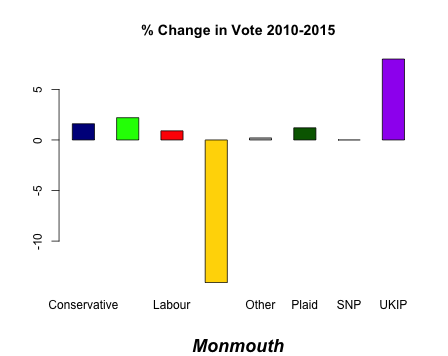 % Change in Vote 2010-2015
5
0
-5
-10
Conservative Labour Other Plaid SNP UKIP
Monmouth